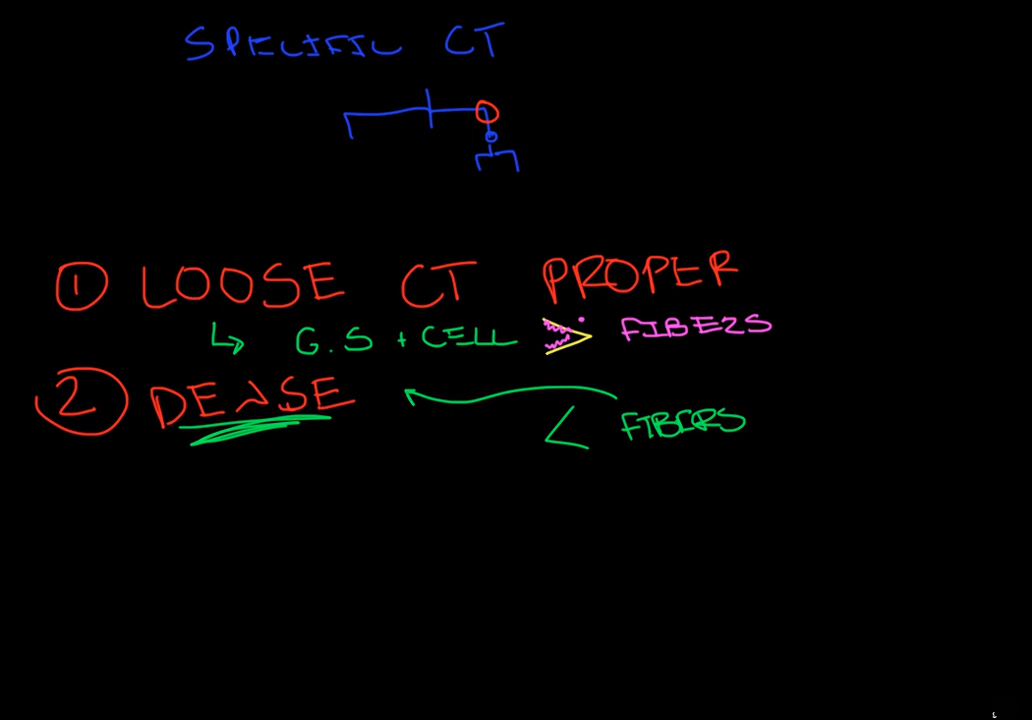 SPECIFIC CT
① LOOSE CT PROPER
↳ G.S + CELL > FIBERS
② DENSE
< FIBERS